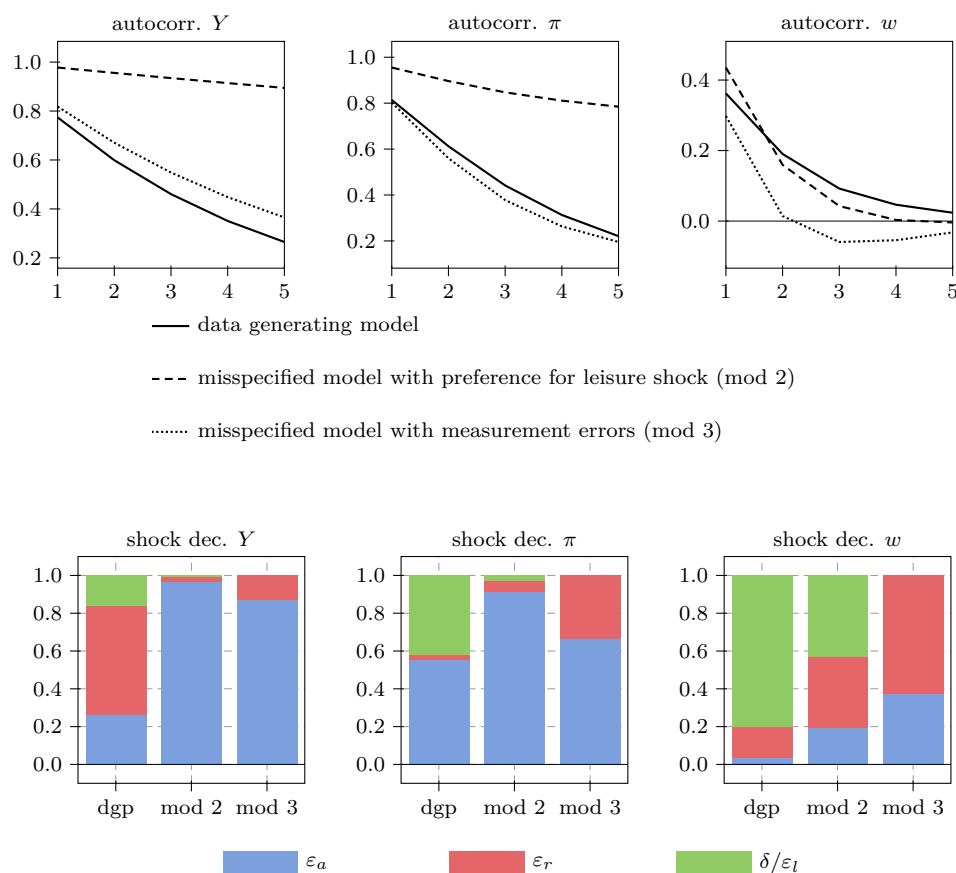 autocorr. Y
autocorr. π
autocorr. w
1.0
0.8
0.6
0.4
0.2
1 2 3 4 5
1.0
0.8
0.6
0.4
0.2
1 2 3 4 5
0.4
0.2
0.0
1 2 3 4 5
data generating model
misspecified model with preference for leisure shock (mod 2)
misspecified model with measurement errors (mod 3)
shock dec. Y
shock dec. π
shock dec. w
1.0
0.8
0.6
0.4
0.2
0.0
dgp mod 2 mod 3
1.0
0.8
0.6
0.4
0.2
0.0
dgp mod 2 mod 3
1.0
0.8
0.6
0.4
0.2
0.0
dgp mod 2 mod 3
εₐ
εᵣ
δ/εₗ